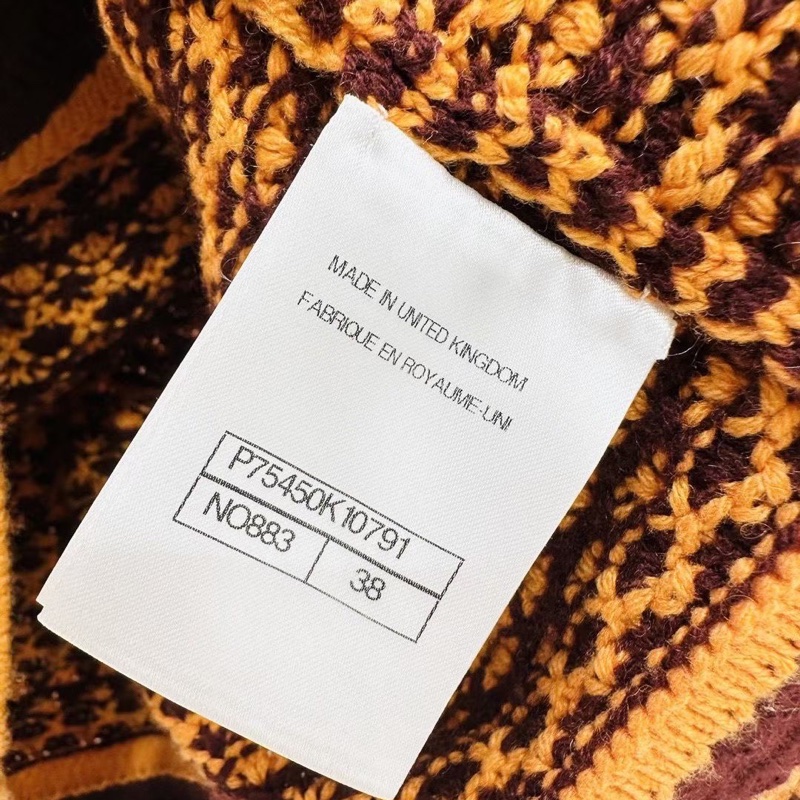 MADE IN UNITED KINGDOM
FABRIQUE EN ROYAUME-UNI
P75450K10791
NO883 38